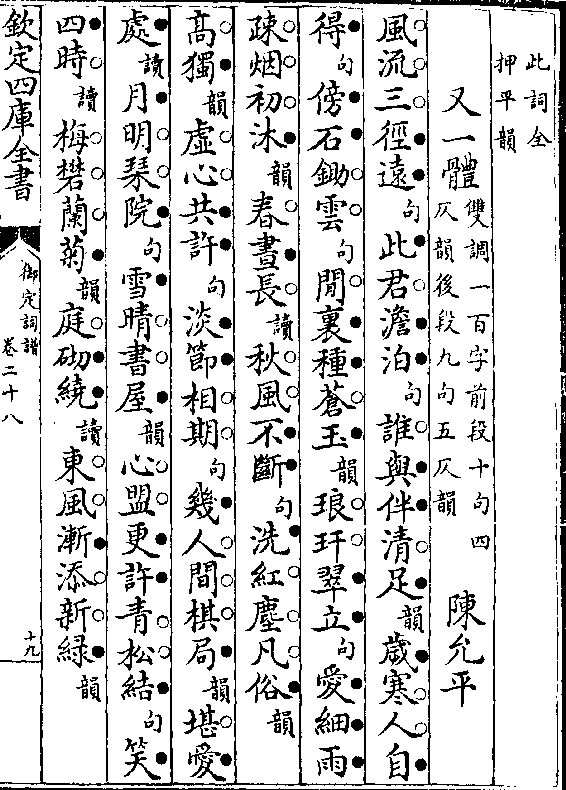 此詞全
押平韻
又一體 雙調一百字前段十句四
仄韻後段九句五仄韻 陳允平
風流三徑遠句此君澹泊句誰與伴清足韻歲寒人自
得句傍石鋤雲句閒裏種蒼玉韻琅玕翠立句愛細雨
疎烟初沐韻春晝長讀秋風不斷句洗紅塵凡俗韻
高獨韻虛心共許句淡節相期句幾人間棋局韻堪愛
處讀月明琴院句雪晴書屋韻心盟更許青松結句笑
四時讀梅礬蘭菊韻庭砌繞讀東風漸添新綠韻
欽定四庫全書
御定詞譜
卷二十八
十九